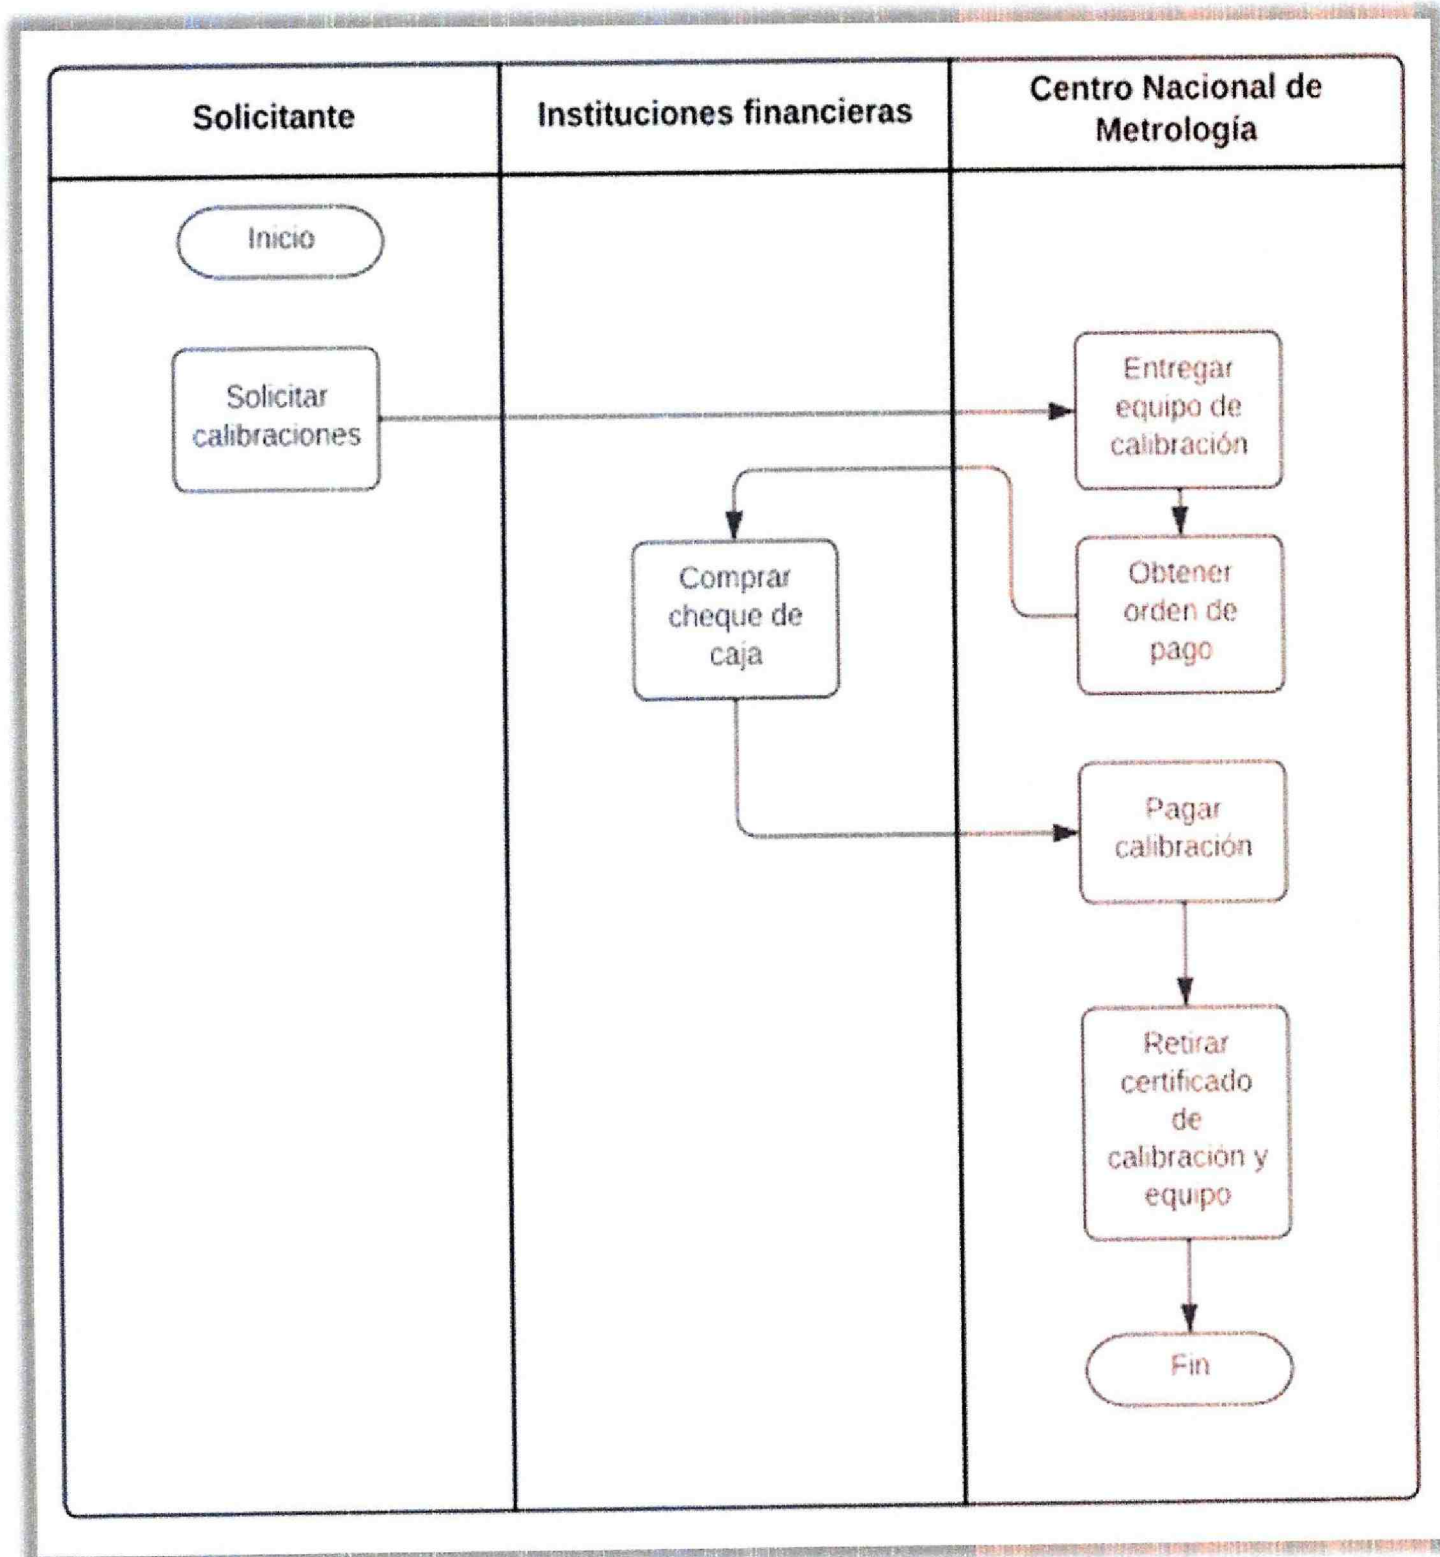 Solicitante
Instituciones financieras
Centro Nacional de
Metrología
Inicio
Solicitar
calibraciones
Entregar
equipo de
calibración
Obtener
orden de
pago
Comprar
cheque de
caja
Pagar
calibración
Retirar
certificado
de
calibración y
equipo
Fin